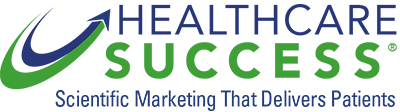 HEALTHCARE
SUCCESS®
Scientific Marketing That Delivers Patients